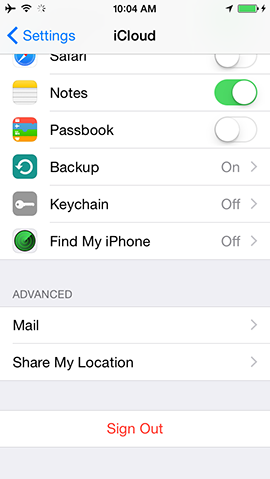 10:04 AM
Settings
iCloud
Safari
Notes
Passbook
Backup On
Keychain Off
Find My iPhone Off
ADVANCED
Mail
Share My Location
Sign Out